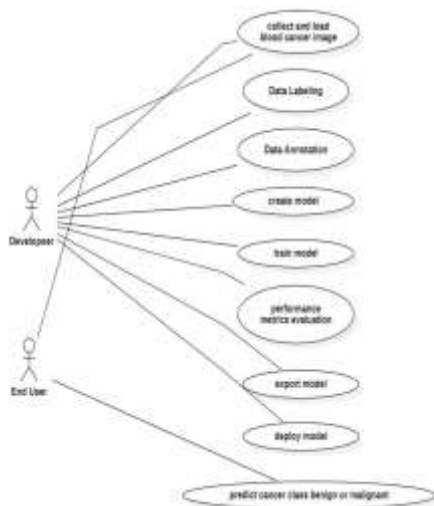 collect and load
blood cancer image
Data Labeling
Data Annotation
create model
Developeer
train model
performance
metrics evaluation
End User
export model
deploy model
predict cancer class benign or malignant